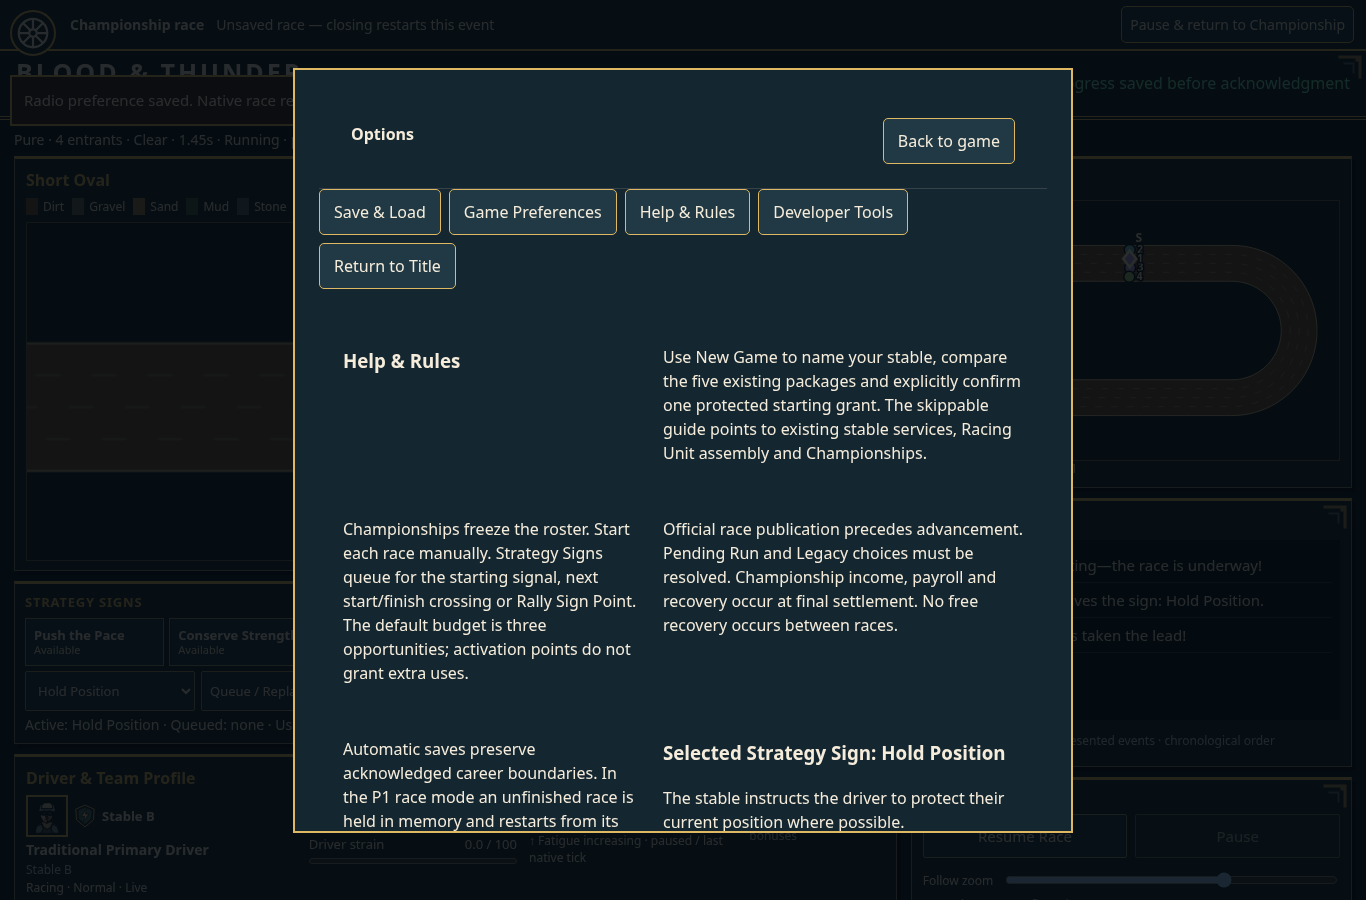 Championship race Unsaved race — closing restarts this event
Pause & return to Championship
BLOOD & THUNDER
Radio preference saved. Native race re
gress saved before acknowledgment
Pure · 4 entrants · Clear · 1.45s · Running ·
Short Oval
Dirt Gravel Sand Mud Stone
S
2
1
3
4
Options
Back to game
Save & Load
Game Preferences
Help & Rules
Developer Tools
Return to Title
Help & Rules
Use New Game to name your stable, compare
the five existing packages and explicitly confirm
one protected starting grant. The skippable
guide points to existing stable services, Racing
Unit assembly and Championships.
Championships freeze the roster. Start
each race manually. Strategy Signs
queue for the starting signal, next
start/finish crossing or Rally Sign Point.
The default budget is three
opportunities; activation points do not
grant extra uses.
Official race publication precedes advancement.
Pending Run and Legacy choices must be
resolved. Championship income, payroll and
recovery occur at final settlement. No free
recovery occurs between races.
Automatic saves preserve
acknowledged career boundaries. In
the P1 race mode an unfinished race is
held in memory and restarts from its
Selected Strategy Sign: Hold Position
The stable instructs the driver to protect their
current position where possible.
STRATEGY SIGNS
Push the Pace
Available
Conserve Strength
Available
Hold Position
Queue / Repla
Active: Hold Position · Queued: none · Us
ing—the race is underway!
ves the sign: Hold Position.
s taken the lead!
esented events · chronological order
Driver & Team Profile
Stable B
Traditional Primary Driver
Stable B
Racing · Normal · Live
Driver strain 0.0 / 100
↑ Fatigue increasing · paused / last
native tick
bonuses
Resume Race
Pause
Follow zoom